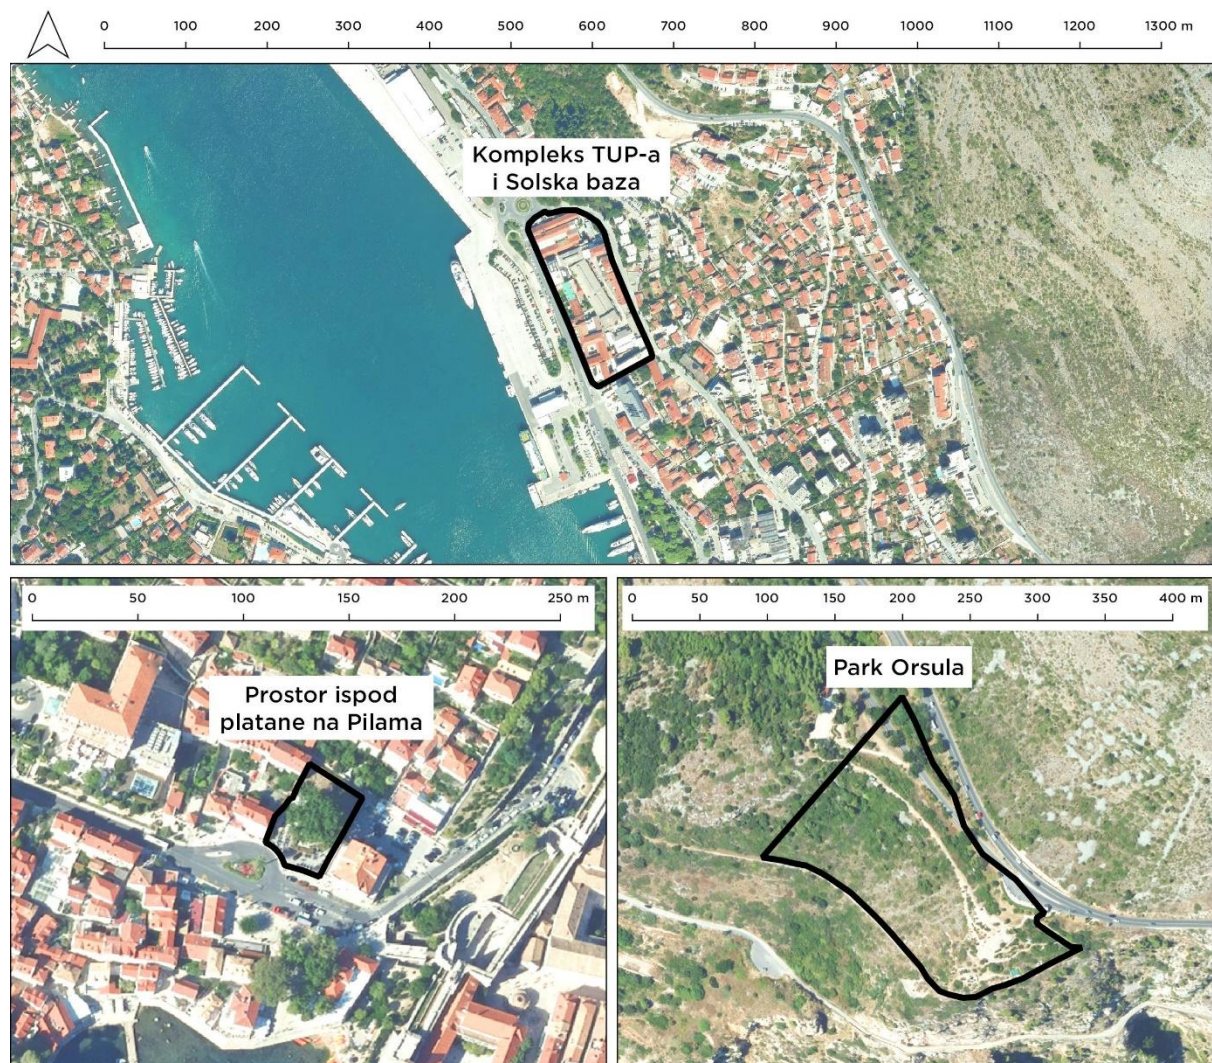 0 100 200 300 400 500 600 700 800 900 1000 1100 1200 1300 m
Kompleks TUP-a
i Solska baza
0 50 100 150 200 250 m
Prostor ispod
platane na Pilama
0 50 100 150 200 250 300 350 400 m
Park Orsula